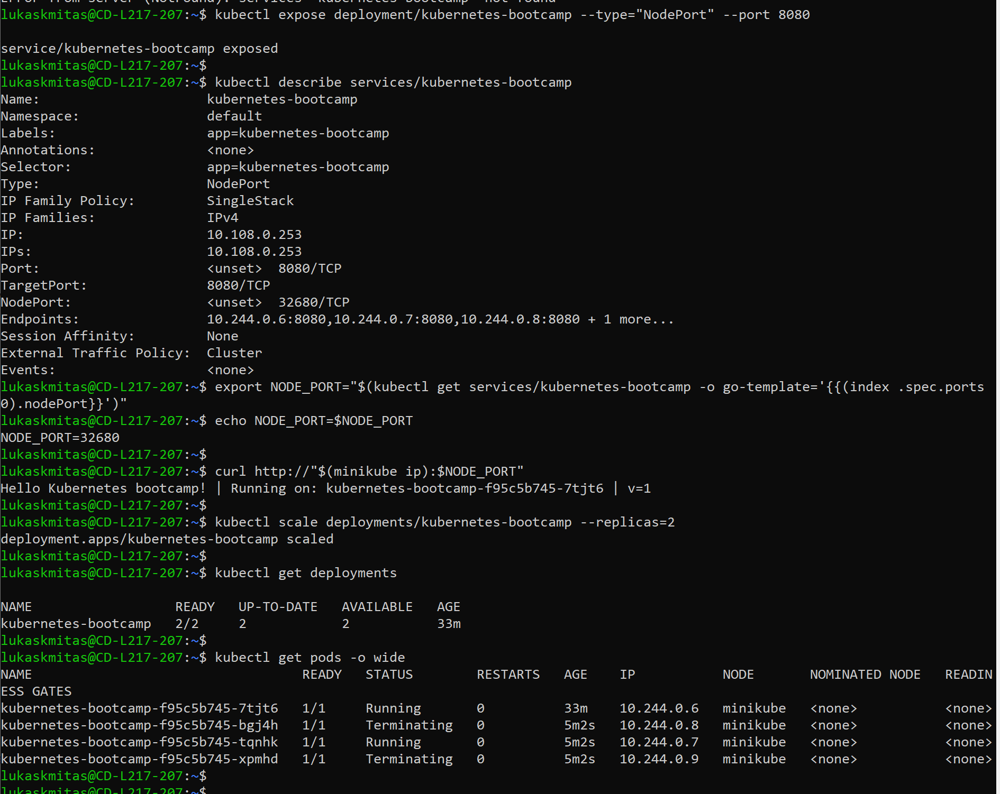 Error from server (NotFound): services "kubernetes-bootcamp" not found
lukaskmitas@CD-L217-207:~$ kubectl expose deployment/kubernetes-bootcamp --type="NodePort" --port 8080
service/kubernetes-bootcamp exposed
lukaskmitas@CD-L217-207:~$
lukaskmitas@CD-L217-207:~$ kubectl describe services/kubernetes-bootcamp
Name: kubernetes-bootcamp
Namespace: default
Labels: app=kubernetes-bootcamp
Annotations: <none>
Selector: app=kubernetes-bootcamp
Type: NodePort
IP Family Policy: SingleStack
IP Families: IPv4
IP: 10.108.0.253
IPs: 10.108.0.253
Port: <unset> 8080/TCP
TargetPort: 8080/TCP
NodePort: <unset> 32680/TCP
Endpoints: 10.244.0.6:8080,10.244.0.7:8080,10.244.0.8:8080 + 1 more...
Session Affinity: None
External Traffic Policy: Cluster
Events: <none>
lukaskmitas@CD-L217-207:~$ export NODE_PORT="$(kubectl get services/kubernetes-bootcamp -o go-template='{{(index .spec.ports
0).nodePort}}')"
lukaskmitas@CD-L217-207:~$ echo NODE_PORT=$NODE_PORT
NODE_PORT=32680
lukaskmitas@CD-L217-207:~$
lukaskmitas@CD-L217-207:~$ curl http://"$(minikube ip):$NODE_PORT"
Hello Kubernetes bootcamp! | Running on: kubernetes-bootcamp-f95c5b745-7tjt6 | v=1
lukaskmitas@CD-L217-207:~$
lukaskmitas@CD-L217-207:~$ kubectl scale deployments/kubernetes-bootcamp --replicas=2
deployment.apps/kubernetes-bootcamp scaled
lukaskmitas@CD-L217-207:~$
lukaskmitas@CD-L217-207:~$ kubectl get deployments
NAME READY UP-TO-DATE AVAILABLE AGE
kubernetes-bootcamp 2/2 2 2 33m
lukaskmitas@CD-L217-207:~$
lukaskmitas@CD-L217-207:~$ kubectl get pods -o wide
NAME READY STATUS RESTARTS AGE IP NODE NOMINATED NODE READIN
ESS GATES
kubernetes-bootcamp-f95c5b745-7tjt6 1/1 Running 0 33m 10.244.0.6 minikube <none> <none>
kubernetes-bootcamp-f95c5b745-bgj4h 1/1 Terminating 0 5m2s 10.244.0.8 minikube <none> <none>
kubernetes-bootcamp-f95c5b745-tqnhk 1/1 Running 0 5m2s 10.244.0.7 minikube <none> <none>
kubernetes-bootcamp-f95c5b745-xpmhd 1/1 Terminating 0 5m2s 10.244.0.9 minikube <none> <none>
lukaskmitas@CD-L217-207:~$
lukaskmitas@CD-L217-207:~$